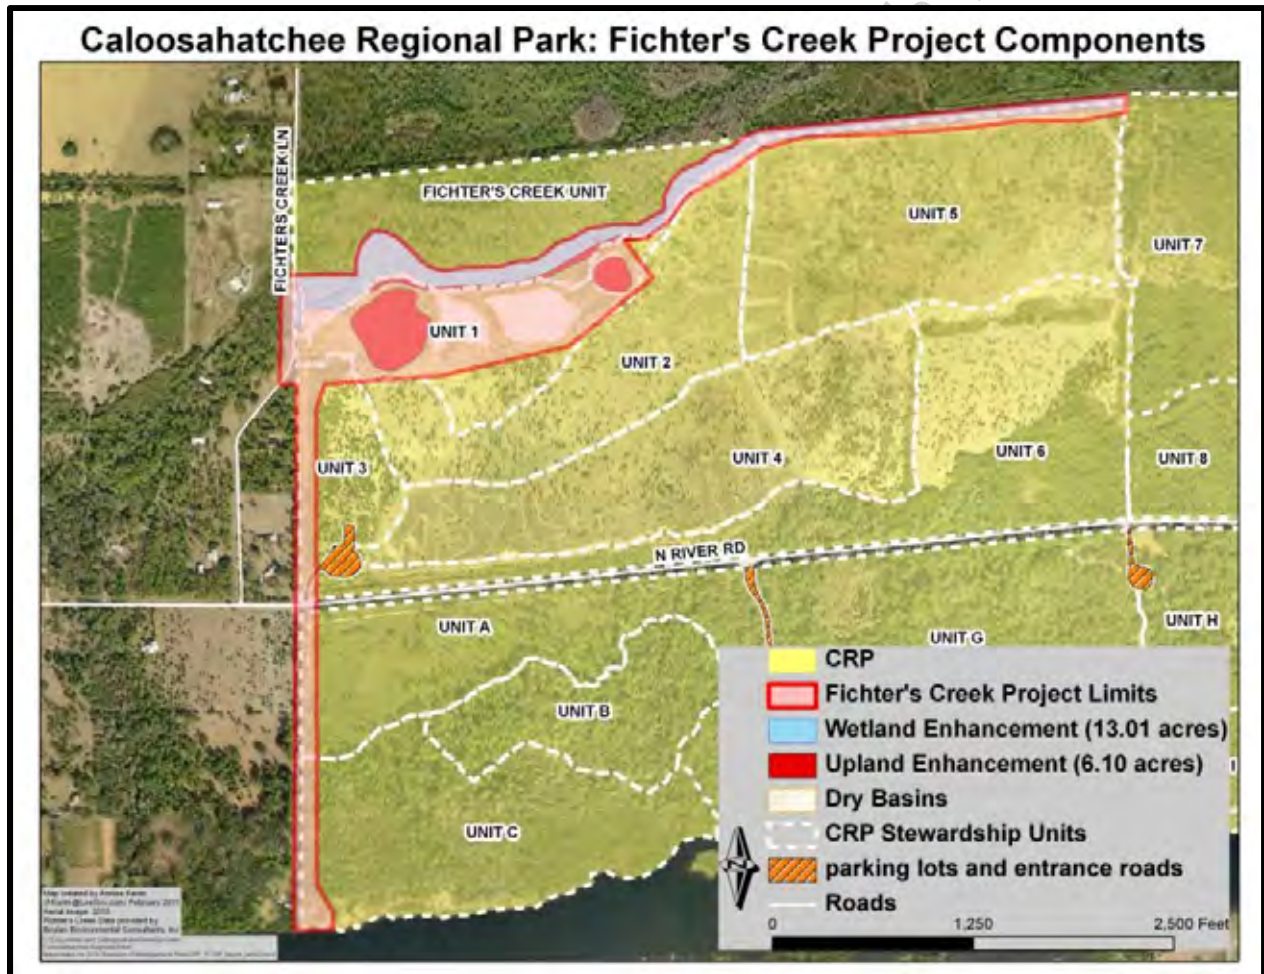 Caloosahatchee Regional Park: Fichter's Creek Project Components
FICHTERS CREEK LN
FICHTER'S CREEK UNIT
UNIT 5
UNIT 7
UNIT 1
UNIT 2
UNIT 3
UNIT 4
UNIT 6
UNIT 8
N RIVER RD
UNIT A
UNIT G
UNIT H
UNIT B
UNIT C
CRP
Fichter's Creek Project Limits
Wetland Enhancement (13.01 acres)
Upland Enhancement (6.10 acres)
I
Dry Basins
CRP Stewardship Units
parking lots and entrance roads
Roads
0 1,250 2,500 Feet